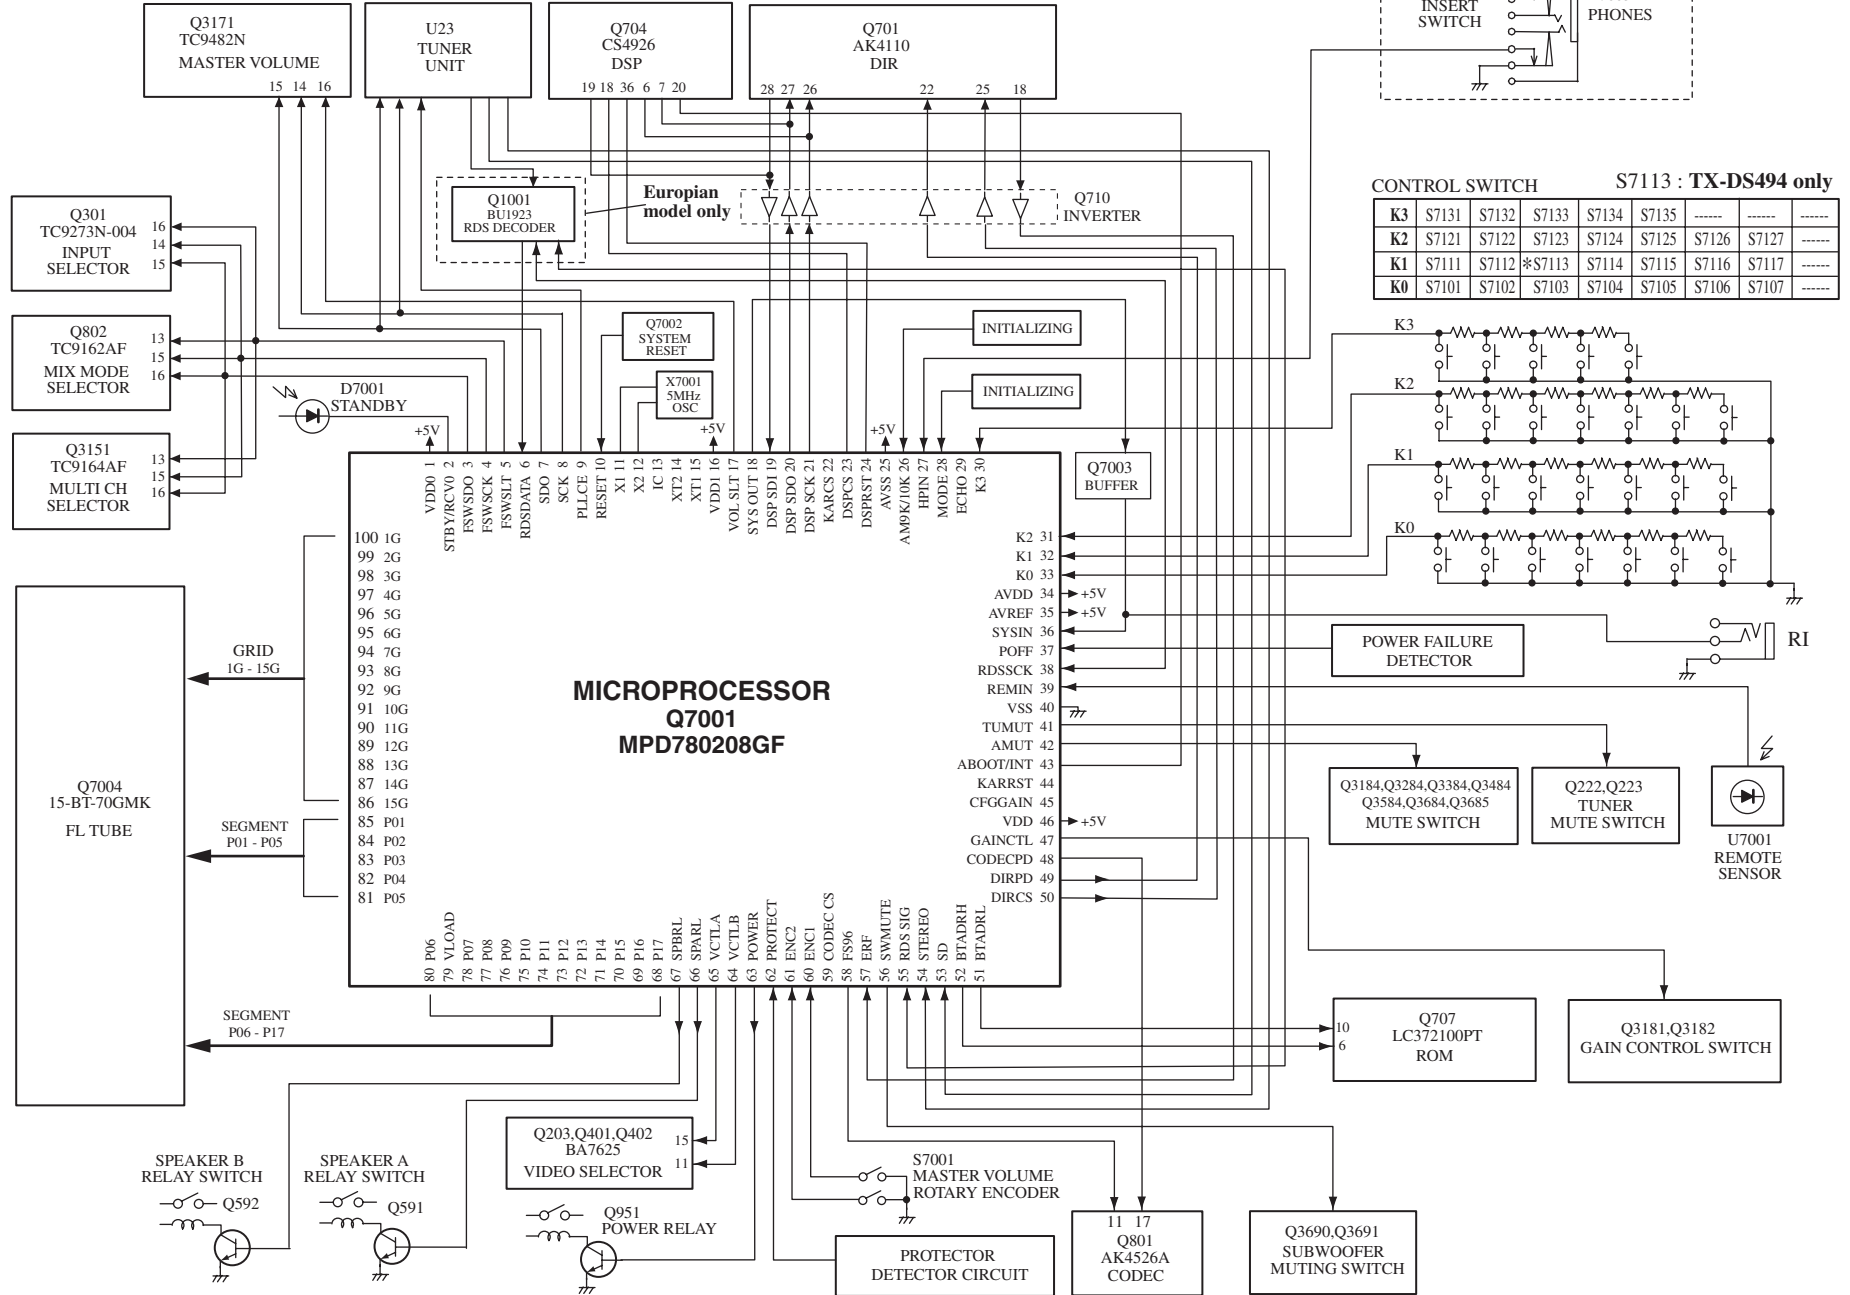 Q3171
TC9482N
MASTER VOLUME
15 14 16
U23
TUNER
UNIT
Q704
CS4926
DSP
19 18 36 6 7 20
Q701
AK4110
DIR
28 27 26 22 25 18
INSERT
SWITCH
PHONES
Q301
TC9273N-004
INPUT
SELECTOR
16
14
15
Q1001
BU1923
RDS DECODER
Europian
model only
Q710
INVERTER
CONTROL SWITCH
S7113 : TX-DS494 only
K3 S7131 S7132 S7133 S7134 S7135 ------ ------ ------
K2 S7121 S7122 S7123 S7124 S7125 S7126 S7127 ------
K1 S7111 S7112 *S7113 S7114 S7115 S7116 S7117 ------
K0 S7101 S7102 S7103 S7104 S7105 S7106 S7107 ------
Q802
TC9162AF
MIX MODE
SELECTOR
13
15
16
Q7002
SYSTEM
RESET
INITIALIZING
K3
X7001
5MHz
OSC
INITIALIZING
K2
D7001
STANDBY
Q3151
TC9164AF
MULTI CH
SELECTOR
13
15
16
+5V
+5V
+5V
K1
Q7003
BUFFER
K0
VDD0 1
STBY/RCV0 2
FSWSDO 3
FSWSCK 4
FSWSLT 5
RDSDATA 6
SDO 7
SCK 8
PLLCE 9
RESET 10
X1 11
X2 12
IC 13
XT2 14
XT1 15
VDD1 16
VOL SLT 17
SYS OUT 18
DSP SDI 19
DSP SDO 20
DSP SCK 21
KARCS 22
DSPCS 23
DSPRST 24
AVSS 25
AM9K/10K 26
HPIN 27
MODE 28
ECHO 29
K3 30
K2 31
K1 32
K0 33
AVDD 34 +5V
AVREF 35 +5V
SYSIN 36
POFF 37
RDSSCK 38
REMIN 39
VSS 40
TUMUT 41
AMUT 42
ABOOT/INT 43
KARRST 44
CFGGAIN 45
VDD 46 +5V
GAINCTL 47
CODECPD 48
DIRPD 49
DIRCS 50
100 1G
99 2G
98 3G
97 4G
96 5G
95 6G
94 7G
93 8G
92 9G
91 10G
90 11G
89 12G
88 13G
87 14G
86 15G
85 P01
84 P02
83 P03
82 P04
81 P05
MICROPROCESSOR
Q7001
MPD780208GF
GRID
1G - 15G
SEGMENT
P01 - P05
Q7004
15-BT-70GMK
FL TUBE
POWER FAILURE
DETECTOR
RI
Q3184,Q3284,Q3384,Q3484
Q3584,Q3684,Q3685
MUTE SWITCH
Q222,Q223
TUNER
MUTE SWITCH
U7001
REMOTE
SENSOR
80 P06
79 VLOAD
78 P07
77 P08
76 P09
75 P10
74 P11
73 P12
72 P13
71 P14
70 P15
69 P16
68 P17
67 SPBRL
66 SPARL
65 VCTLA
64 VCTLB
63 POWER
62 PROTECT
61 ENC2
60 ENC1
59 CODEC CS
58 FS96
57 ERF
56 SWMUTE
55 RDS SIG
54 STEREO
53 SD
52 BTADRH
51 BTADRL
SEGMENT
P06 - P17
10
6
Q707
LC372100PT
ROM
Q3181,Q3182
GAIN CONTROL SWITCH
Q203,Q401,Q402
BA7625
VIDEO SELECTOR
15
11
SPEAKER B
RELAY SWITCH
Q592
SPEAKER A
RELAY SWITCH
Q591
S7001
MASTER VOLUME
ROTARY ENCODER
Q951
POWER RELAY
PROTECTOR
DETECTOR CIRCUIT
11 17
Q801
AK4526A
CODEC
Q3690,Q3691
SUBWOOFER
MUTING SWITCH